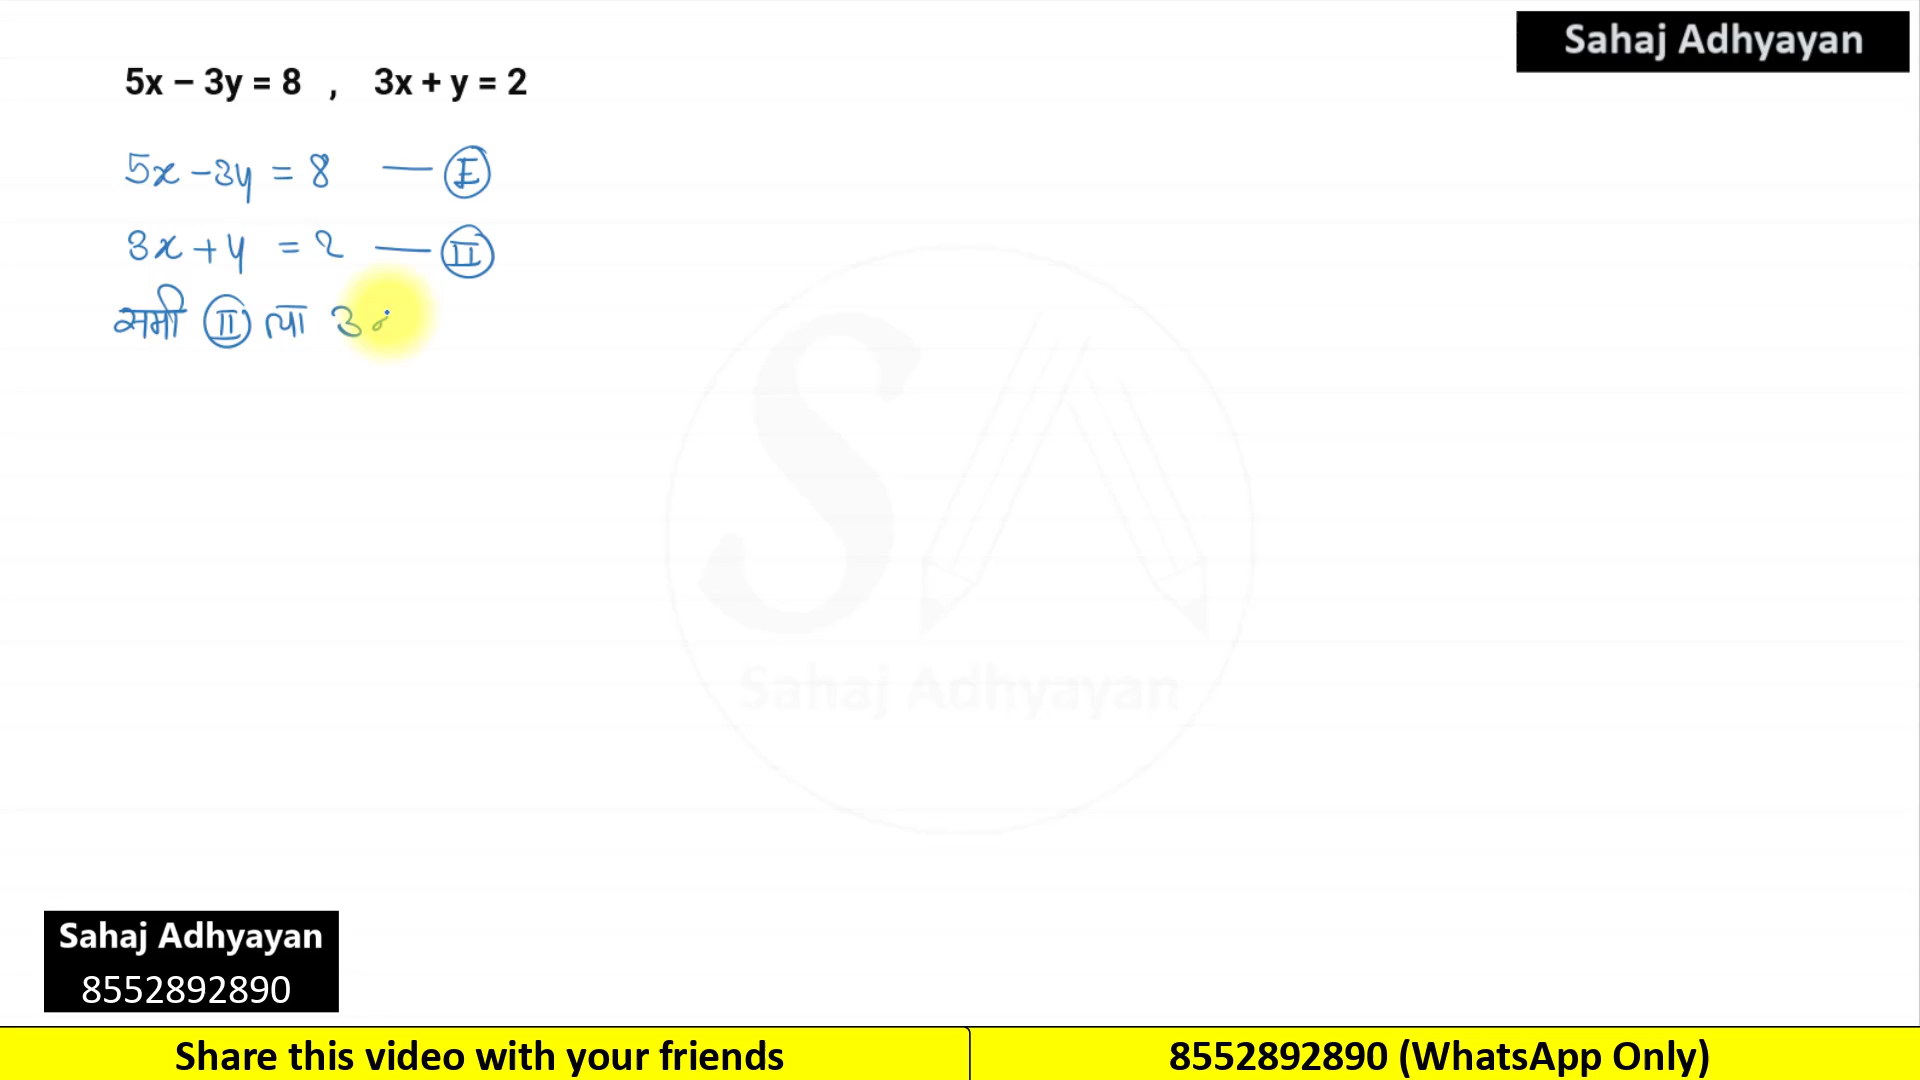 Sahaj Adhyayan
5x – 3y = 8 , 3x + y = 2
5x - 3y = 8 — I
3x + y = 2 — II
समी II ला 3
Sahaj Adhyayan
Sahaj Adhyayan
8552892890
Share this video with your friends
8552892890 (WhatsApp Only)